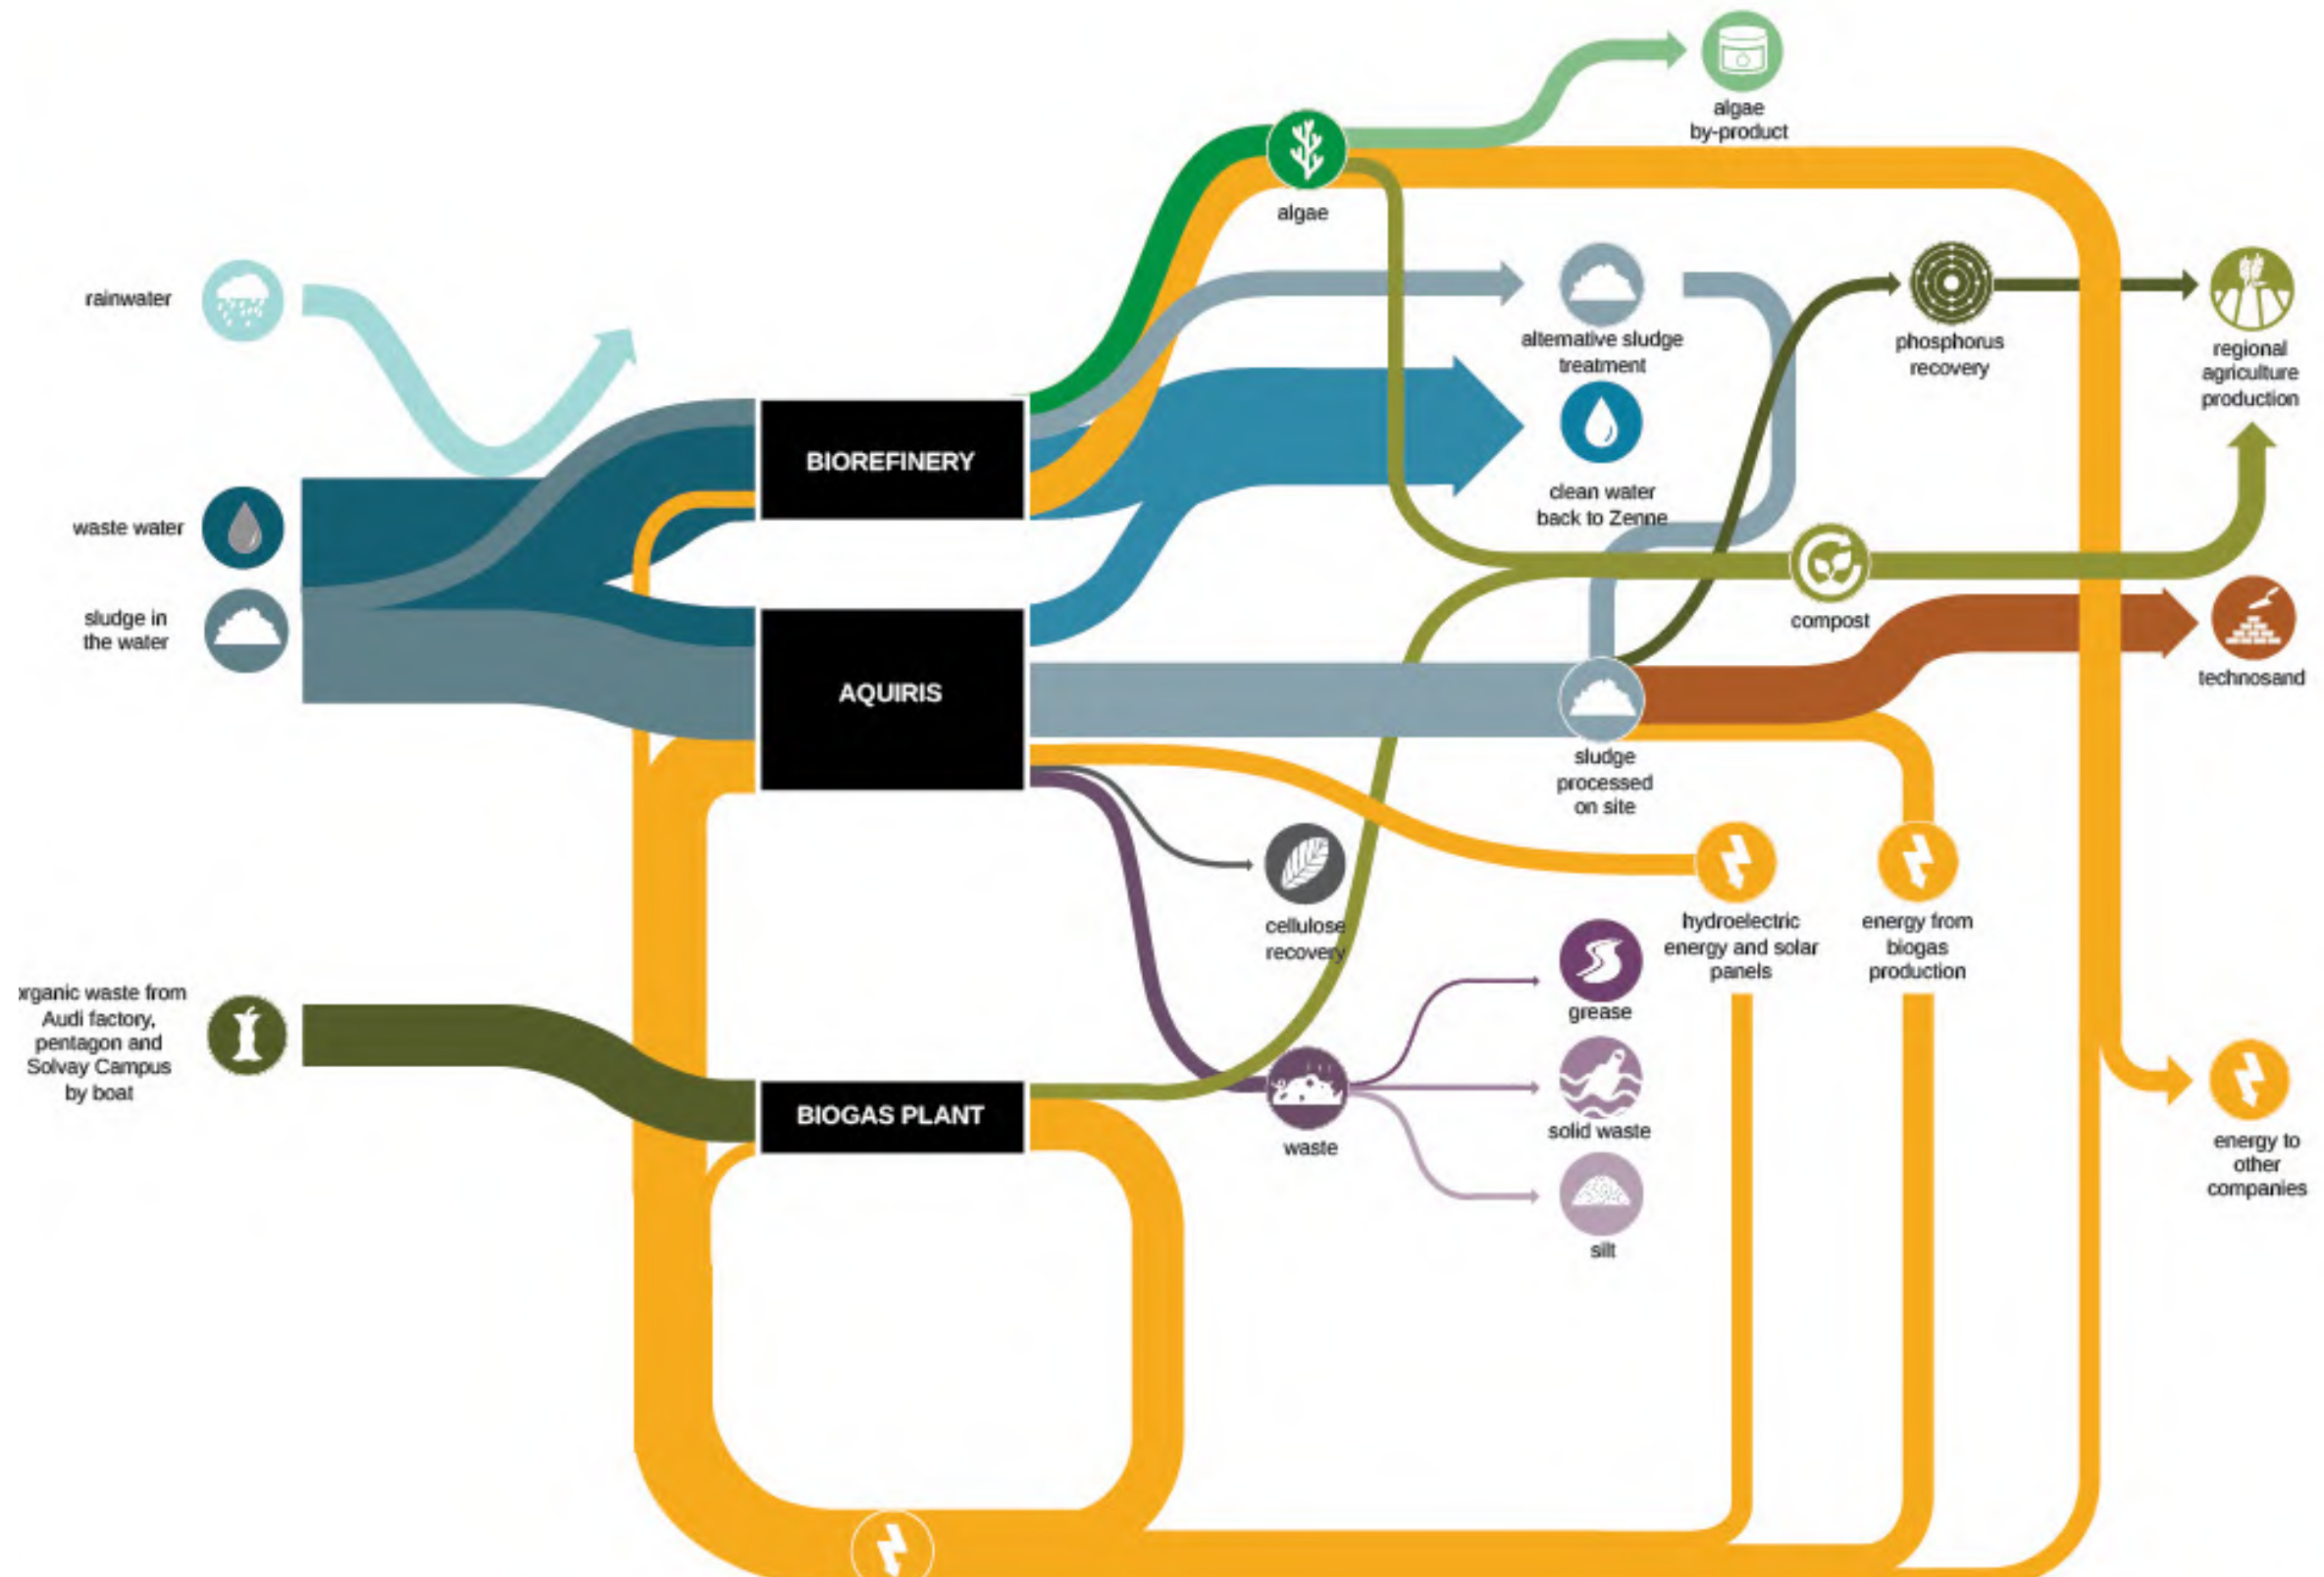 algae
by-product
algae
rainwater
alternative sludge
treatment
phosphorus
recovery
regional
agriculture
production
BIOREFINERY
waste water
clean water
back to Zenne
sludge in
the water
compost
AQUIRIS
technosand
sludge
processed
on site
cellulose
recovery
hydroelectric
energy and solar
panels
energy from
biogas
production
grease
rganic waste from
Audi factory,
pentagon and
Solvay Campus
by boat
BIOGAS PLANT
waste
solid waste
energy to
other
companies
silt